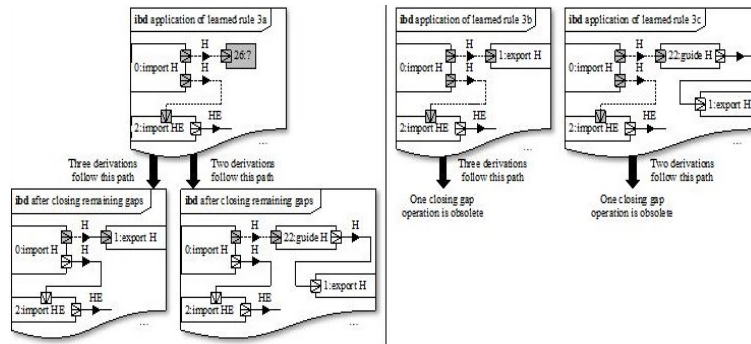 ibd application of learned rule 3a
H
0:import H
26:?
H
2:import HE
HE
...
Three derivations
follow this path
Two derivations
follow this path
ibd after closing remaining gaps
H
0:import H
1:export H
H
2:import HE
HE
...
ibd after closing remaining gaps
H
H
0:import H
22:guide H
H
1:export H
2:import HE
HE
...
ibd application of learned rule 3b
H
0:import H
1:export H
H
2:import HE
HE
...
Three derivations
follow this path
One closing gap
operation is obsolete
ibd application of learned rule 3c
H
0:import H
22:guide H
H
1:export H
2:import HE
HE
...
Two derivations
follow this path
One closing gap
operation is obsolete